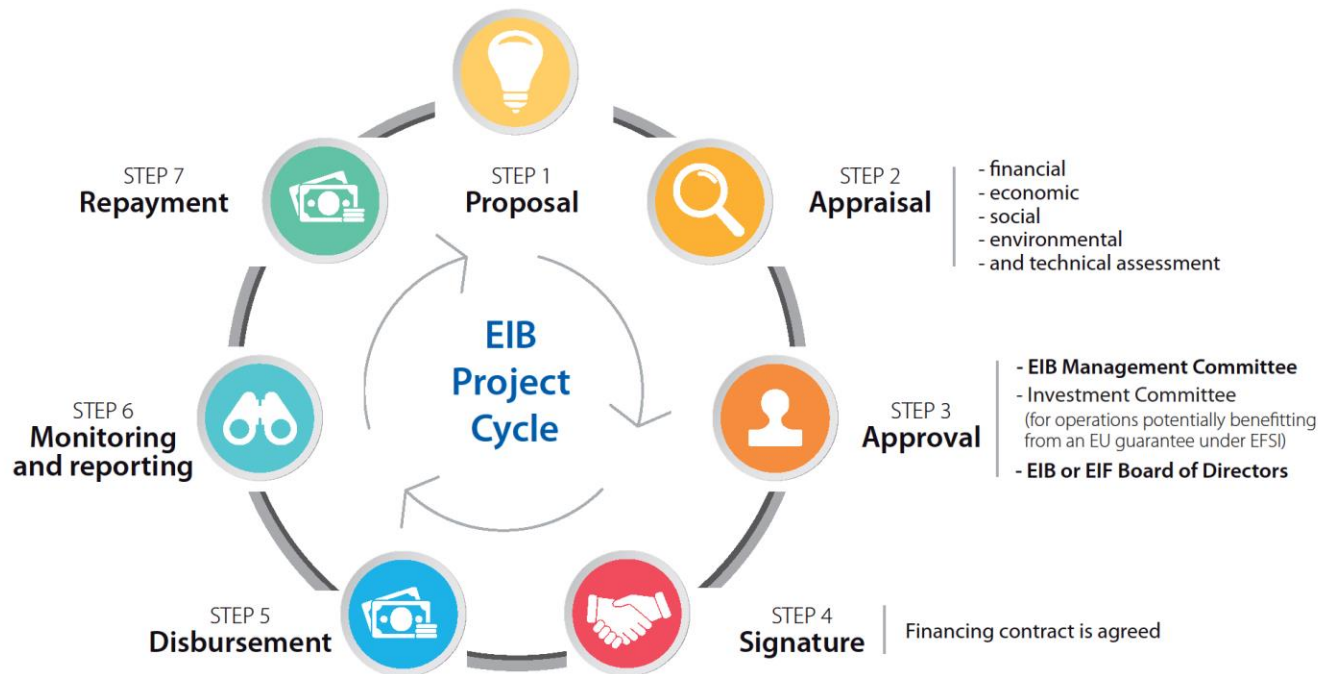 STEP 1
Proposal
STEP 2
Appraisal
- financial
- economic
- social
- environmental
- and technical assessment
STEP 3
Approval
- EIB Management Committee
- Investment Committee
(for operations potentially benefitting
from an EU guarantee under EFSI)
- EIB or EIF Board of Directors
STEP 4
Signature
Financing contract is agreed
STEP 5
Disbursement
STEP 6
Monitoring
and reporting
STEP 7
Repayment
EIB
Project
Cycle